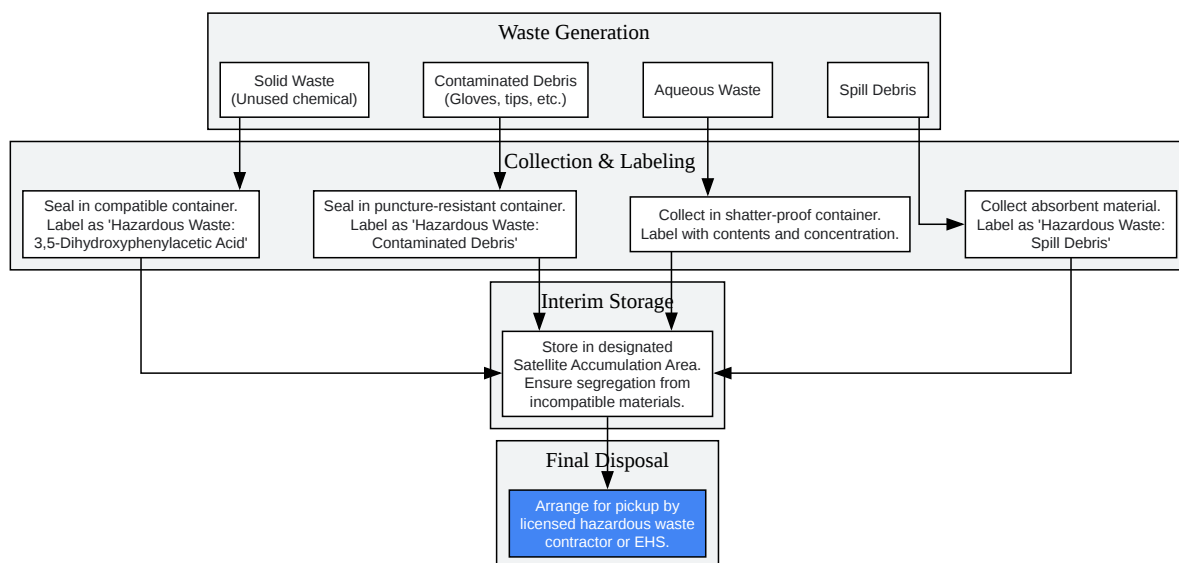 Waste Generation
Solid Waste
(Unused chemical)
Contaminated Debris
(Gloves, tips, etc.)
Aqueous Waste
Spill Debris
Collection & Labeling
Seal in compatible container.
Label as 'Hazardous Waste:
3,5-Dihydroxyphenylacetic Acid'
Seal in puncture-resistant container.
Label as 'Hazardous Waste:
Contaminated Debris'
Collect in shatter-proof container.
Label with contents and concentration.
Collect absorbent material.
Label as 'Hazardous Waste:
Spill Debris'
Interim Storage
Store in designated
Satellite Accumulation Area.
Ensure segregation from
incompatible materials.
Final Disposal
Arrange for pickup by
licensed hazardous waste
contractor or EHS.